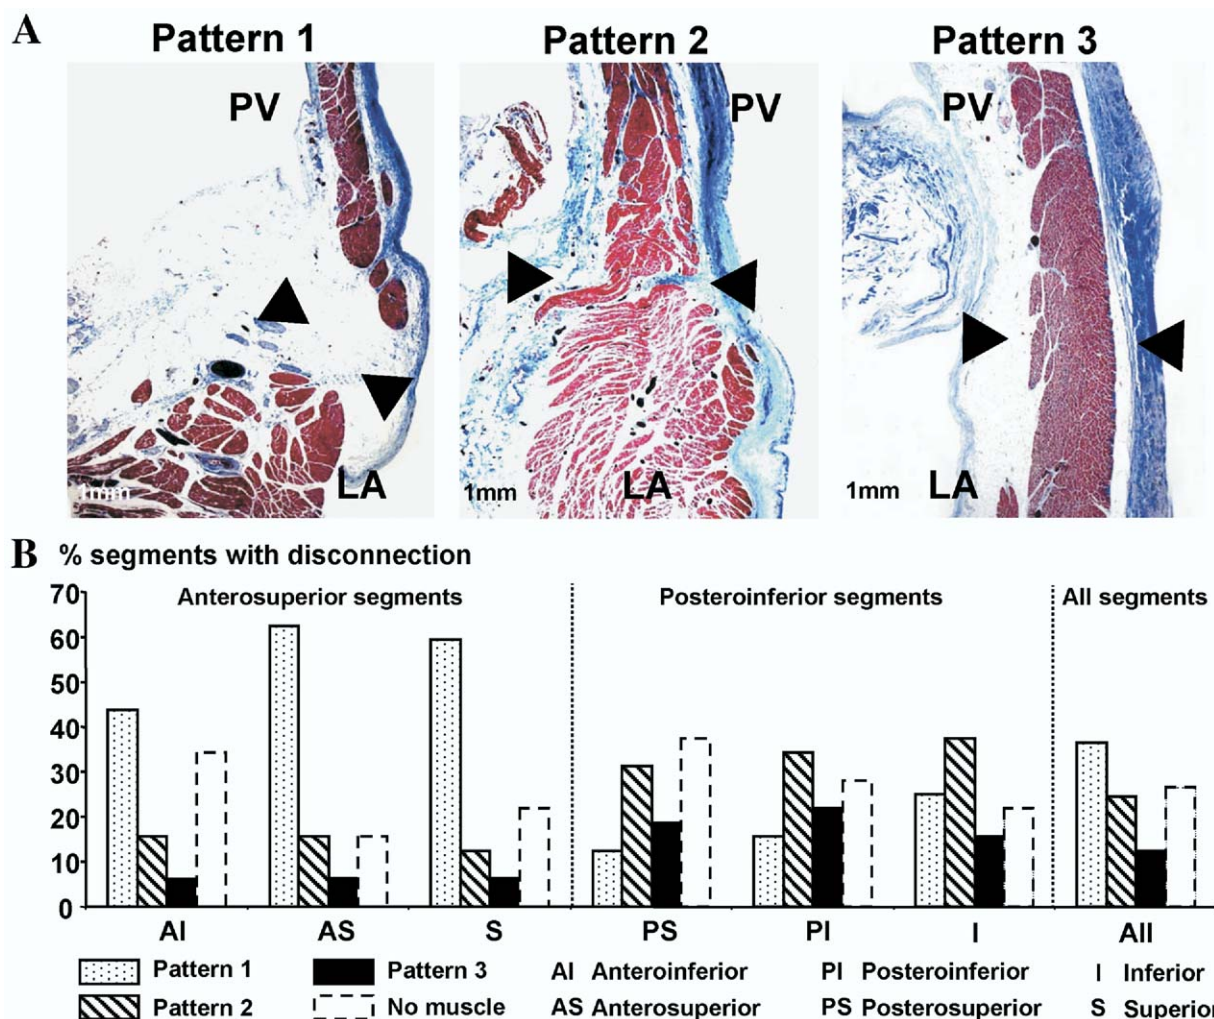 A
Pattern 1 Pattern 2 Pattern 3
PV PV PV
LA LA LA
1mm 1mm 1mm
B % segments with disconnection
70
60
50
40
30
20
10
0
Anterosuperior segments Posteroinferior segments All segments
AI AS S PS PI I All
Pattern 1 Pattern 3 AI Anteroinferior PI Posteroinferior I Inferior
Pattern 2 No muscle AS Anterosuperior PS Posterosuperior S Superior